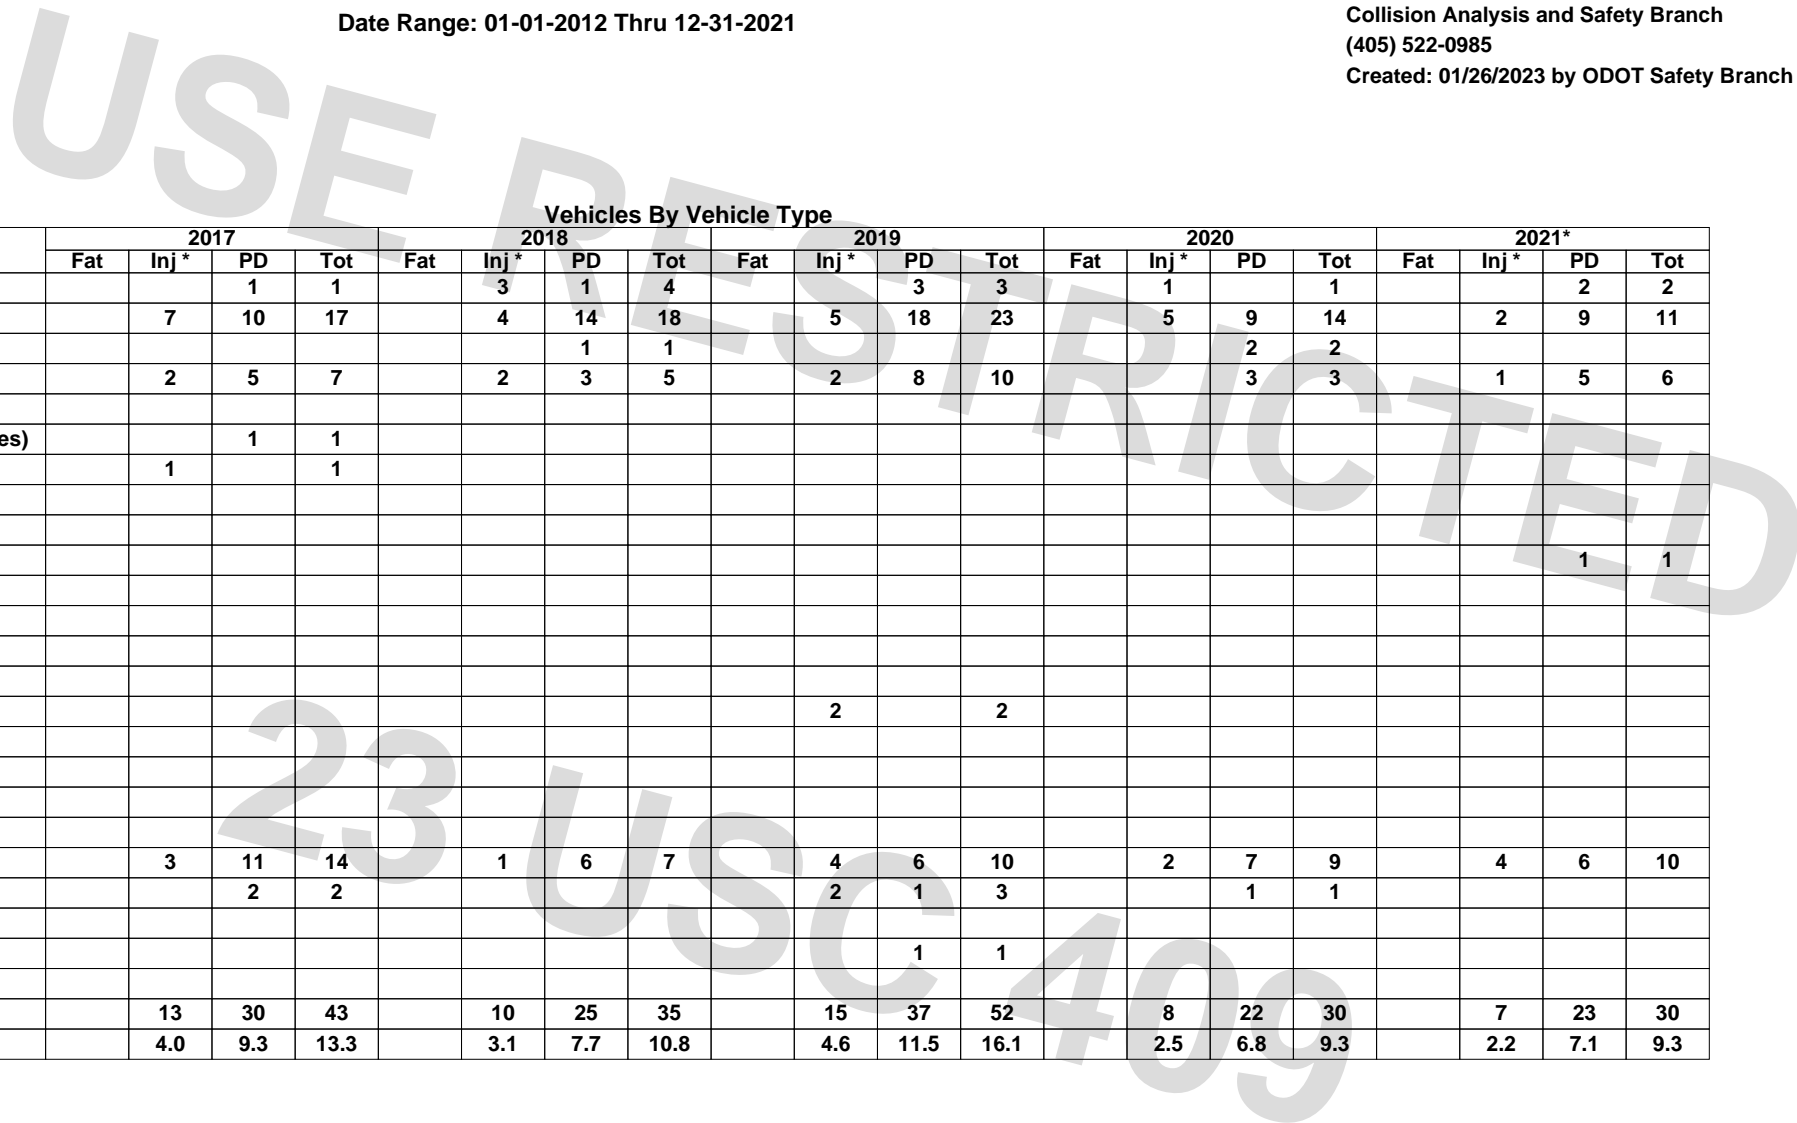 Date Range: 01-01-2012 Thru 12-31-2021
Collision Analysis and Safety Branch
(405) 522-0985
Created: 01/26/2023 by ODOT Safety Branch
USE RESTRICTED
23 USC 409
Vehicles By Vehicle Type
2017 2018 2019 2020 2021*
Fat Inj * PD Tot Fat Inj * PD Tot Fat Inj * PD Tot Fat Inj * PD Tot Fat Inj * PD Tot
1 1 3 1 4 3 3 1 1 2 2
7 10 17 4 14 18 5 18 23 5 9 14 2 9 11
1 1 2 2
2 5 7 2 3 5 2 8 10 3 3 1 5 6
es) 1 1
1 1
1 1
2 2
3 11 14 1 6 7 4 6 10 2 7 9 4 6 10
2 2 2 1 3 1 1
1 1
13 30 43 10 25 35 15 37 52 8 22 30 7 23 30
4.0 9.3 13.3 3.1 7.7 10.8 4.6 11.5 16.1 2.5 6.8 9.3 2.2 7.1 9.3